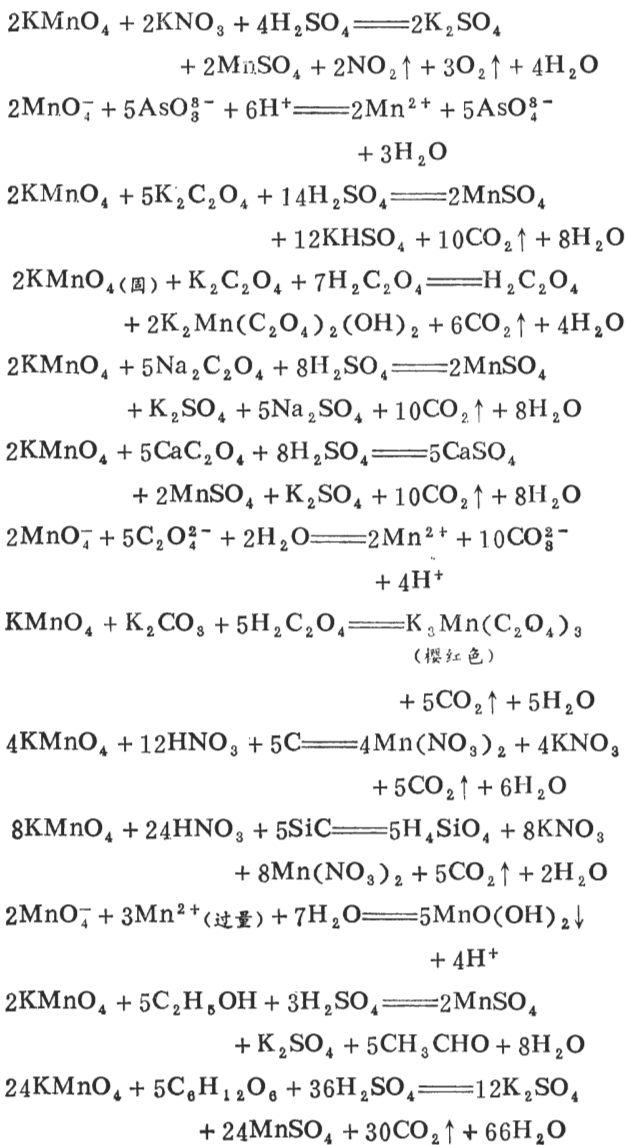 2KMnO₄ + 2KNO₃ + 4H₂SO₄══2K₂SO₄
+ 2MnSO₄ + 2NO₂↑ + 3O₂↑ + 4H₂O
2MnO₄⁻ + 5AsO₃³⁻ + 6H⁺══2Mn²⁺ + 5AsO₄³⁻
+ 3H₂O
2KMnO₄ + 5K₂C₂O₄ + 14H₂SO₄══2MnSO₄
+ 12KHSO₄ + 10CO₂↑ + 8H₂O
2KMnO₄(固) + K₂C₂O₄ + 7H₂C₂O₄══H₂C₂O₄
+ 2K₂Mn(C₂O₄)₂(OH)₂ + 6CO₂↑ + 4H₂O
2KMnO₄ + 5Na₂C₂O₄ + 8H₂SO₄══2MnSO₄
+ K₂SO₄ + 5Na₂SO₄ + 10CO₂↑ + 8H₂O
2KMnO₄ + 5CaC₂O₄ + 8H₂SO₄══5CaSO₄
+ 2MnSO₄ + K₂SO₄ + 10CO₂↑ + 8H₂O
2MnO₄⁻ + 5C₂O₄²⁻ + 2H₂O══2Mn²⁺ + 10CO₃²⁻
+ 4H⁺
KMnO₄ + K₂CO₃ + 5H₂C₂O₄══K₃Mn(C₂O₄)₃
(樱红色)
+ 5CO₂↑ + 5H₂O
4KMnO₄ + 12HNO₃ + 5C══4Mn(NO₃)₂ + 4KNO₃
+ 5CO₂↑ + 6H₂O
8KMnO₄ + 24HNO₃ + 5SiC══5H₄SiO₄ + 8KNO₃
+ 8Mn(NO₃)₂ + 5CO₂↑ + 2H₂O
2MnO₄⁻ + 3Mn²⁺(过量) + 7H₂O══5MnO(OH)₂↓
+ 4H⁺
2KMnO₄ + 5C₂H₅OH + 3H₂SO₄══2MnSO₄
+ K₂SO₄ + 5CH₃CHO + 8H₂O
24KMnO₄ + 5C₆H₁₂O₆ + 36H₂SO₄══12K₂SO₄
+ 24MnSO₄ + 30CO₂↑ + 66H₂O